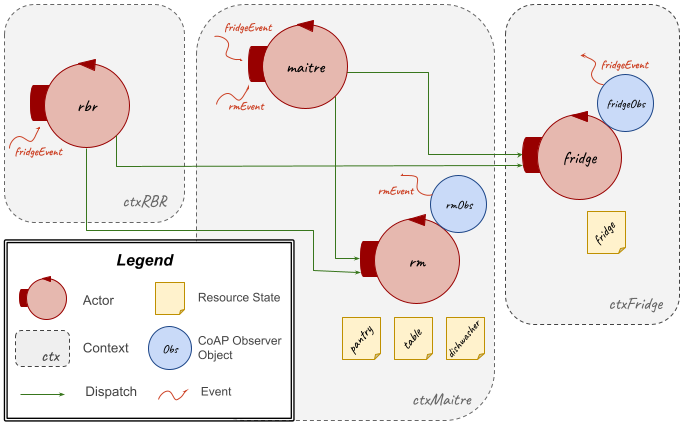 fridgeEvent
maitre
rmEvent
rbr
fridgeEvent
fridgeEvent
fridgeObs
fridge
rmEvent
rmObs
ctxRBR
rm
fridge
ctxFridge
pantry
table
dishwasher
ctxMaitre
Legend
Actor
Resource State
ctx
Context
Obs
CoAP Observer
Object
Dispatch
Event